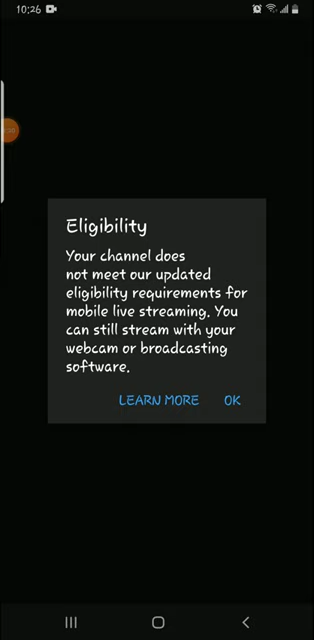 10:26
Eligibility
Your channel does
not meet our updated
eligibility requirements for
mobile live streaming. You
can still stream with your
webcam or broadcasting
software.
LEARN MORE OK